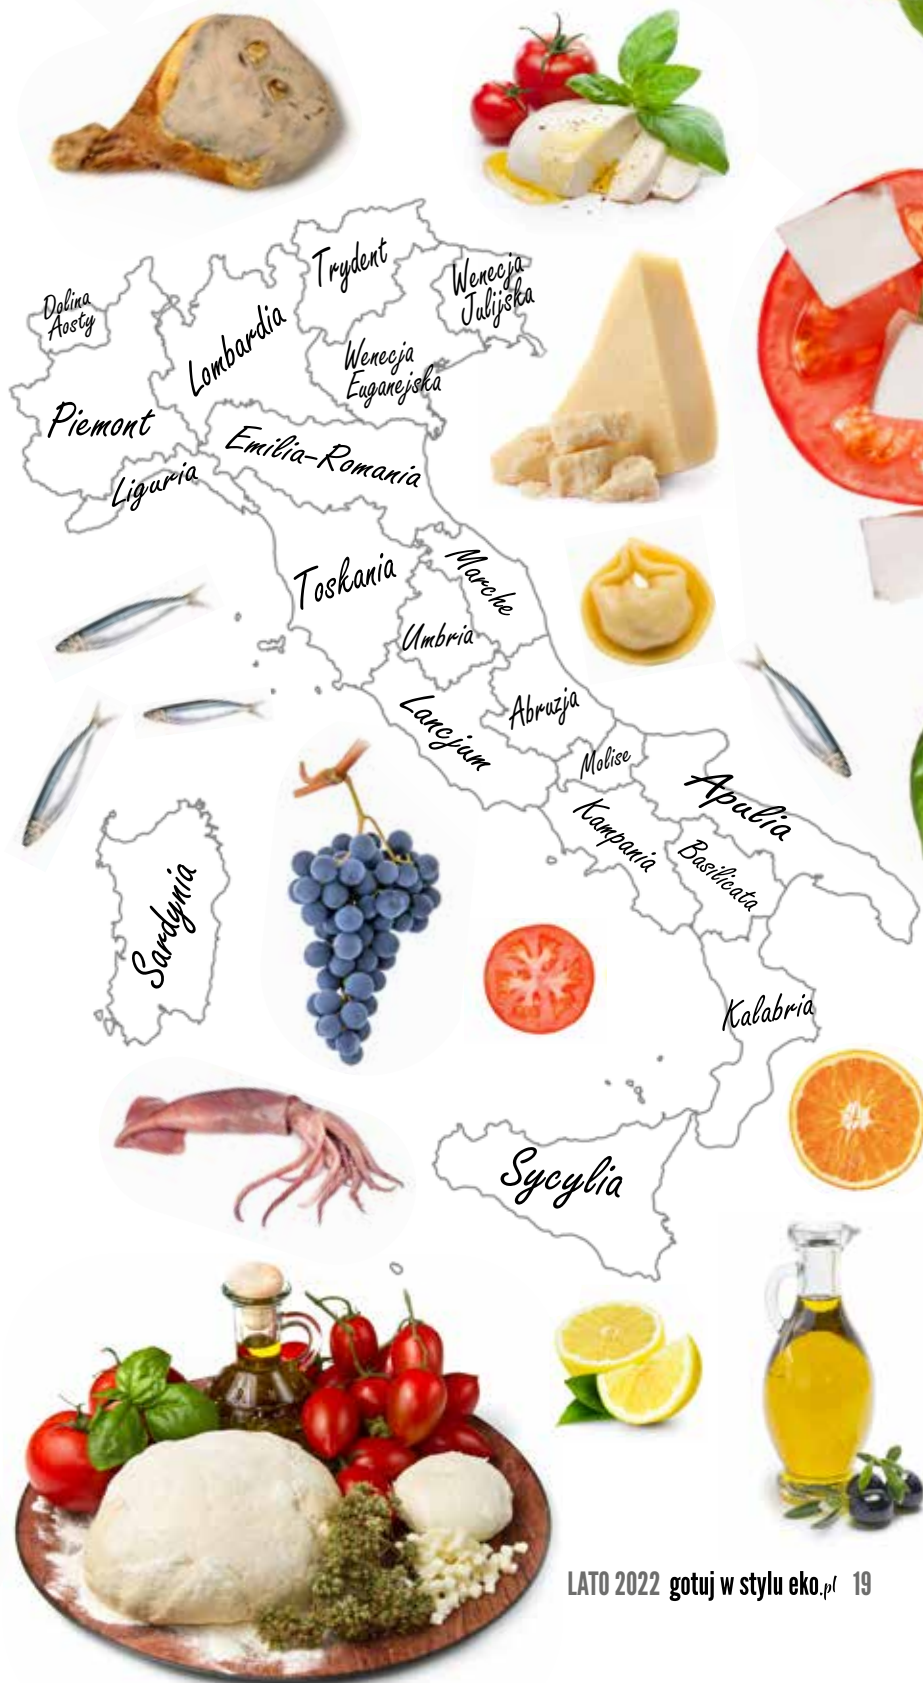 Trydent
Wenecja
Julijska
Dolina
Aosty
Lombardia
Wenecja
Euganejska
Piemont
Emilia-Romania
Liguria
Toskania
Marche
Umbria
Lancjum
Abruzja
Molise
Apulia
Kampania
Basilicata
Sardynia
Kalabria
Sycylia
LATO 2022 gotuj w stylu eko.pl 19